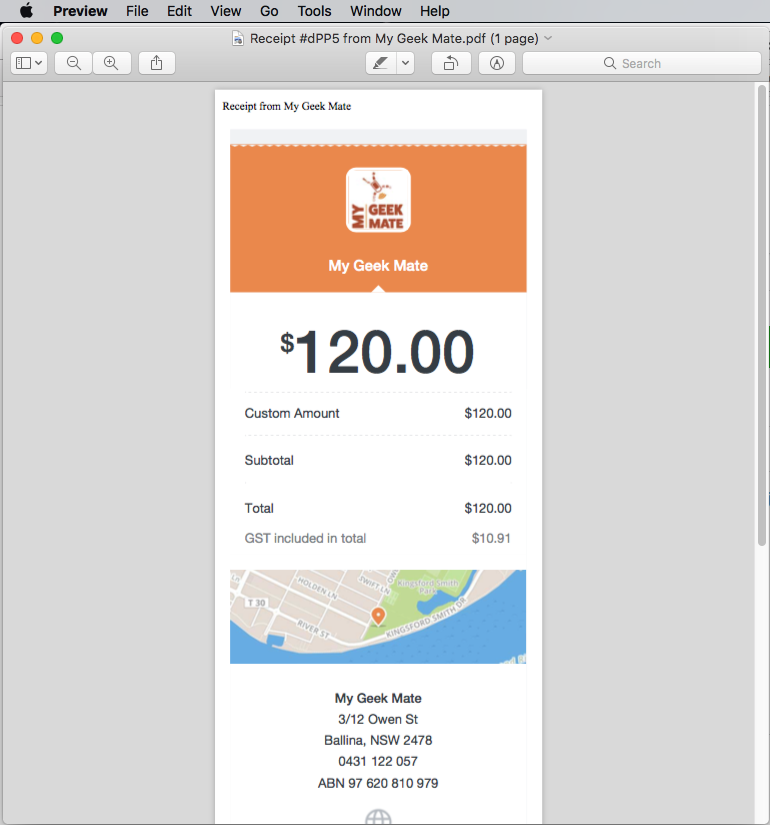 Preview File Edit View Go Tools Window Help
Receipt #dPP5 from My Geek Mate.pdf (1 page)
Search
Receipt from My Geek Mate
MY GEEK MATE
My Geek Mate
$120.00
Custom Amount $120.00
Subtotal $120.00
Total $120.00
GST included in total $10.91
HOLDEN LN
SWIFT LN
Kingsford Smith Park
T 30
RIVER ST
KINGSFORD SMITH DR
My Geek Mate
3/12 Owen St
Ballina, NSW 2478
0431 122 057
ABN 97 620 810 979